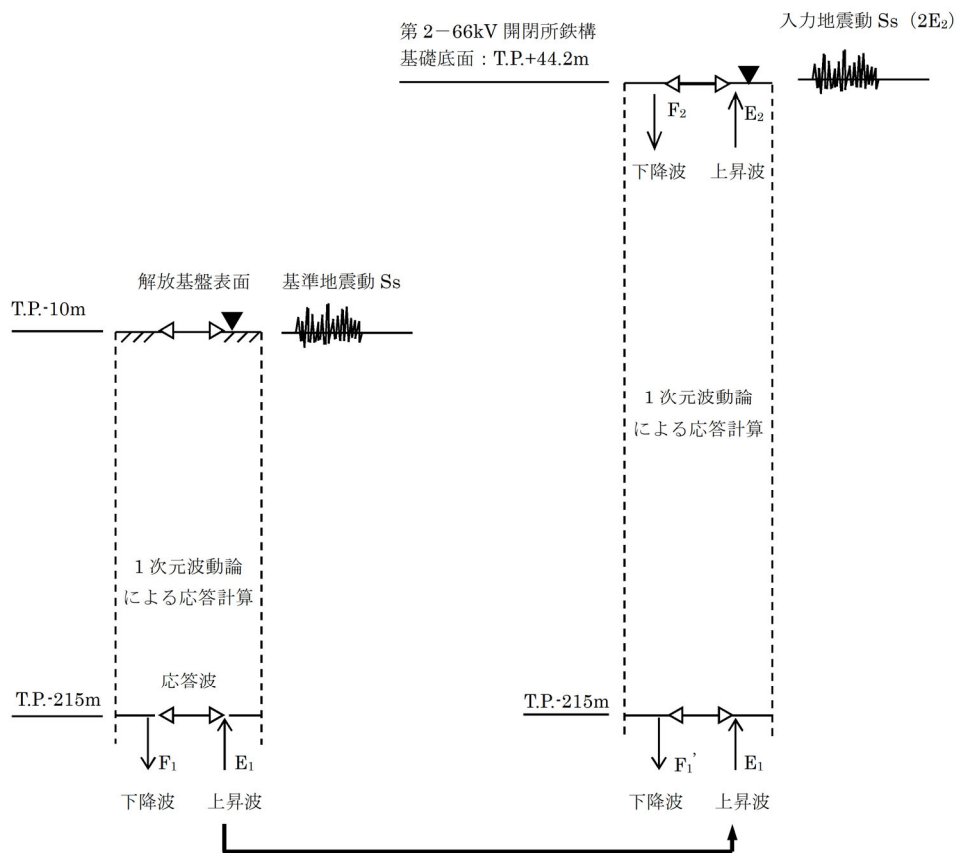 第2－66kV 開閉所鉄構
基礎底面：T.P.+44.2m
入力地震動 Ss（2E₂）
F₂
E₂
下降波
上昇波
1次元波動論
による応答計算
T.P.-215m
F₁'
E₁
下降波
上昇波
解放基盤表面
基準地震動 Ss
T.P.-10m
1次元波動論
による応答計算
応答波
T.P.-215m
F₁
E₁
下降波
上昇波